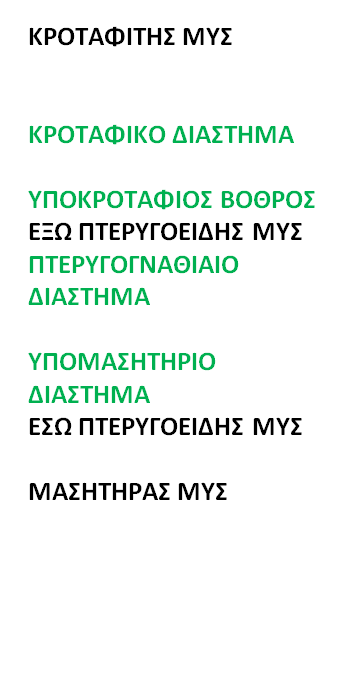 ΚΡΟΤΑΦΙΤΗΣ ΜΥΣ
ΚΡΟΤΑΦΙΚΟ ΔΙΑΣΤΗΜΑ
ΥΠΟΚΡΟΤΑΦΙΟΣ ΒΟΘΡΟΣ
ΕΞΩ ΠΤΕΡΥΓΟΕΙΔΗΣ ΜΥΣ
ΠΤΕΡΥΓΟΓΝΑΘΙΑΙΟ
ΔΙΑΣΤΗΜΑ
ΥΠΟΜΑΣΗΤΗΡΙΟ
ΔΙΑΣΤΗΜΑ
ΕΣΩ ΠΤΕΡΥΓΟΕΙΔΗΣ ΜΥΣ
ΜΑΣΗΤΗΡΑΣ ΜΥΣ